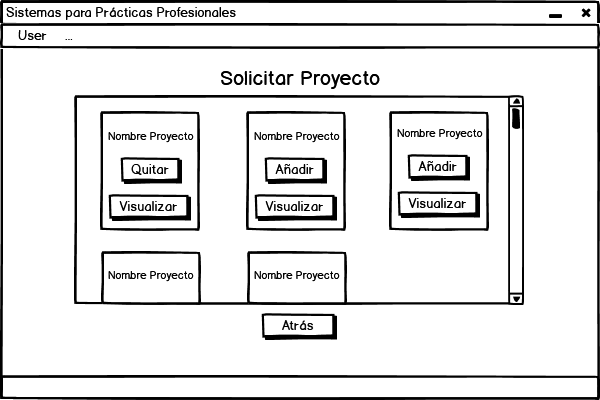 Sistemas para Prácticas Profesionales
User ...
Solicitar Proyecto
Nombre Proyecto
Quitar
Visualizar
Nombre Proyecto
Añadir
Visualizar
Nombre Proyecto
Añadir
Visualizar
Nombre Proyecto
Nombre Proyecto
Atrás